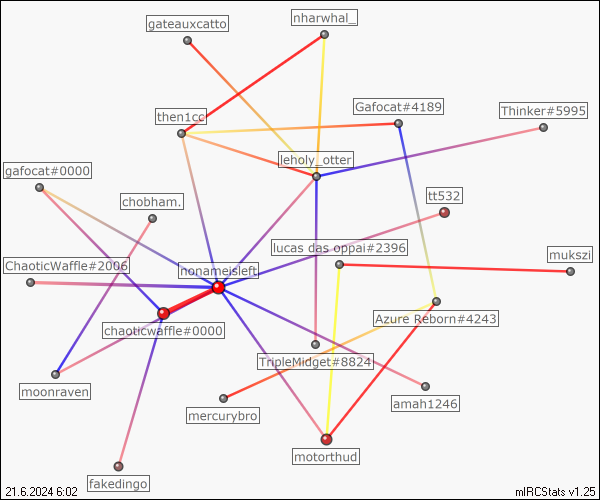 nharwhal_
gateauxcatto
Gafocat#4189
Thinker#5995
then1cc
leholy_otter
gafocat#0000
chobham.
tt532
lucas das oppai#2396
mukszi
ChaoticWaffle#2006
nonameisleft
Azure Reborn#4243
chaoticwaffle#0000
TripleMidget#8824
moonraven
amah1246
mercurybro
motorthud
fakedingo
21.6.2024 6:02
mIRCStats v1.25